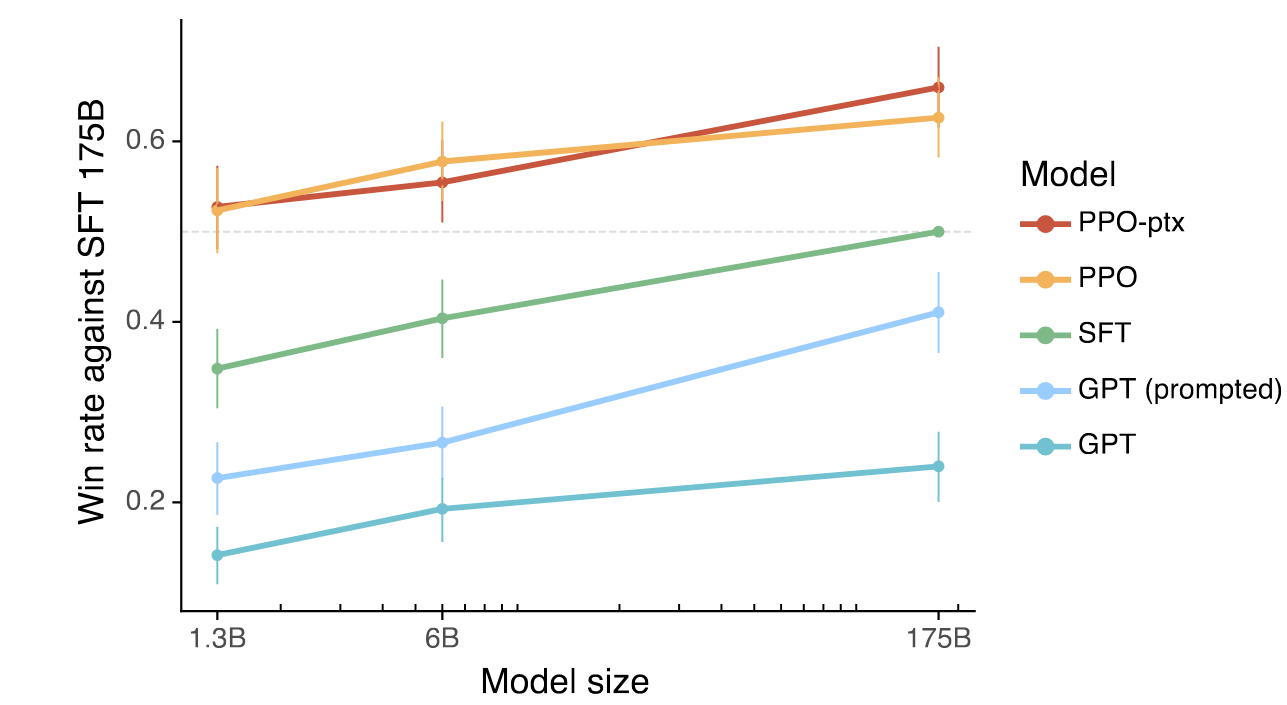 Win rate against SFT 175B
0.6
0.4
0.2
1.3B
6B
175B
Model size
Model
PPO-ptx
PPO
SFT
GPT (prompted)
GPT